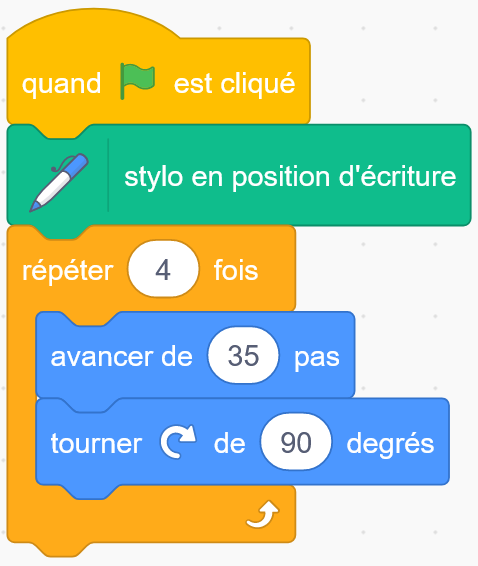 quand est cliqué
stylo en position d'écriture
répéter 4 fois
avancer de 35 pas
tourner de 90 degrés